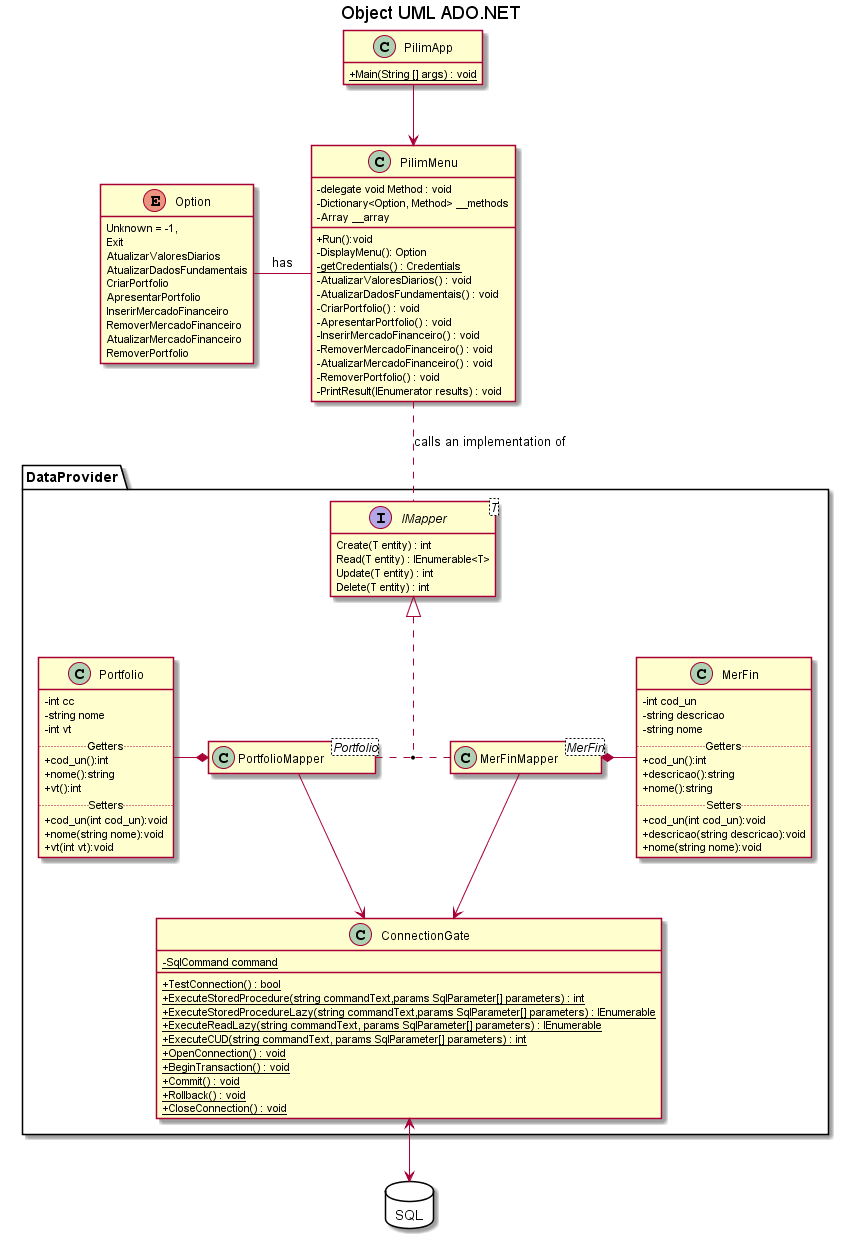 Object UML ADO.NET
C PilimApp
+Main(String [] args) : void
C PilimMenu
-delegate void Method : void
-Dictionary<Option, Method> __methods
-Array __array
+Run():void
-DisplayMenu(): Option
-getCredentials() : Credentials
-AtualizarValoresDiarios() : void
-AtualizarDadosFundamentais() : void
-CriarPortfolio() : void
-ApresentarPortfolio() : void
-InserirMercadoFinanceiro() : void
-RemoverMercadoFinanceiro() : void
-AtualizarMercadoFinanceiro() : void
-RemoverPortfolio() : void
-PrintResult(IEnumerator results) : void
E Option
Unknown = -1,
Exit
AtualizarValoresDiarios
AtualizarDadosFundamentais
CriarPortfolio
ApresentarPortfolio
InserirMercadoFinanceiro
RemoverMercadoFinanceiro
AtualizarMercadoFinanceiro
RemoverPortfolio
has
calls an implementation of
DataProvider
I IMapper
T
Create(T entity) : int
Read(T entity) : IEnumerable<T>
Update(T entity) : int
Delete(T entity) : int
C Portfolio
-int cc
-string nome
-int vt
Getters
+cod_un():int
+nome():string
+vt():int
Setters
+cod_un(int cod_un):void
+nome(string nome):void
+vt(int vt):void
C PortfolioMapper
Portfolio
C MerFinMapper
MerFin
C MerFin
-int cod_un
-string descricao
-string nome
Getters
+cod_un():int
+descricao():string
+nome():string
Setters
+cod_un(int cod_un):void
+descricao(string descricao):void
+nome(string nome):void
C ConnectionGate
-SqlCommand command
+TestConnection() : bool
+ExecuteStoredProcedure(string commandText,params SqlParameter[] parameters) : int
+ExecuteStoredProcedureLazy(string commandText,params SqlParameter[] parameters) : IEnumerable
+ExecuteReadLazy(string commandText, params SqlParameter[] parameters) : IEnumerable
+ExecuteCUD(string commandText, params SqlParameter[] parameters) : int
+OpenConnection() : void
+BeginTransaction() : void
+Commit() : void
+Rollback() : void
+CloseConnection() : void
SQL